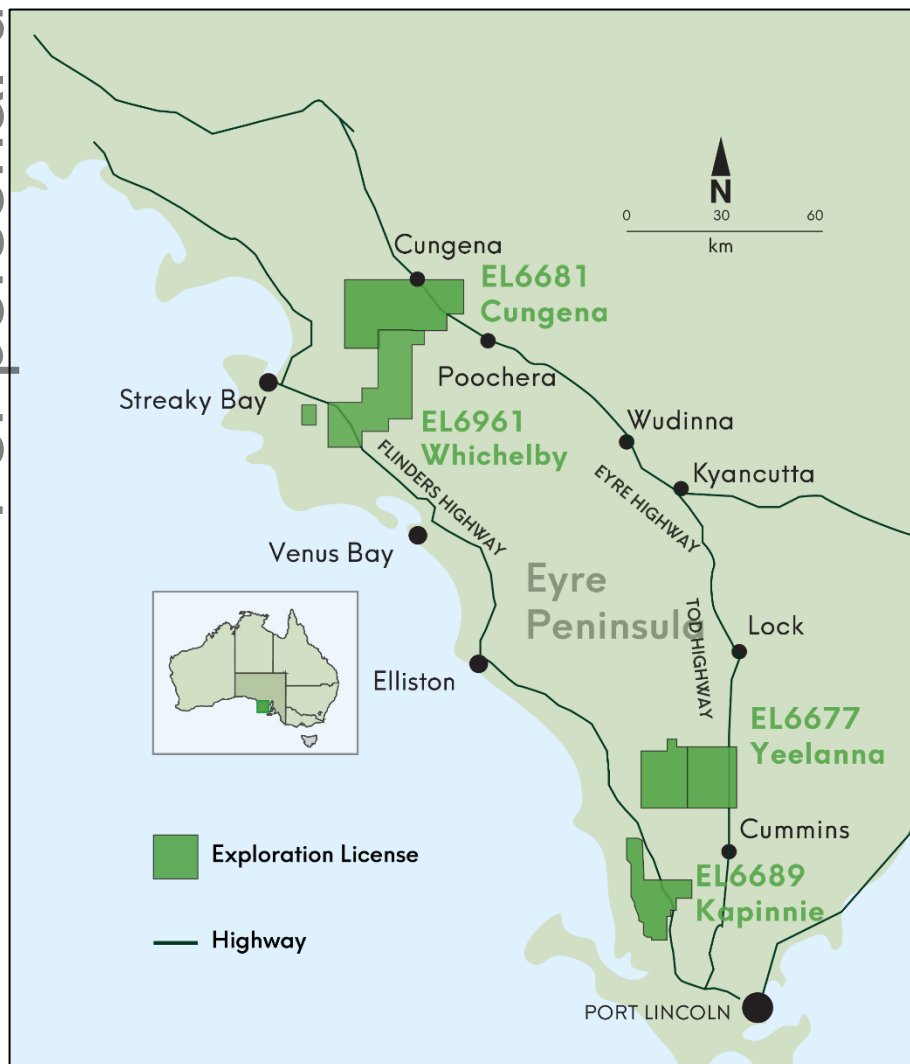 N
0 30 60
km
Cungena
EL6681
Cungena
Poochera
Streaky Bay
EL6961
Whichelby
Wudinna
Kyancutta
FLINDERS HIGHWAY
EYRE HIGHWAY
Venus Bay
Eyre
Peninsula
TOD HIGHWAY
Lock
Elliston
EL6677
Yeelanna
Cummins
EL6689
Kapinnie
Exploration License
Highway
PORT LINCOLN